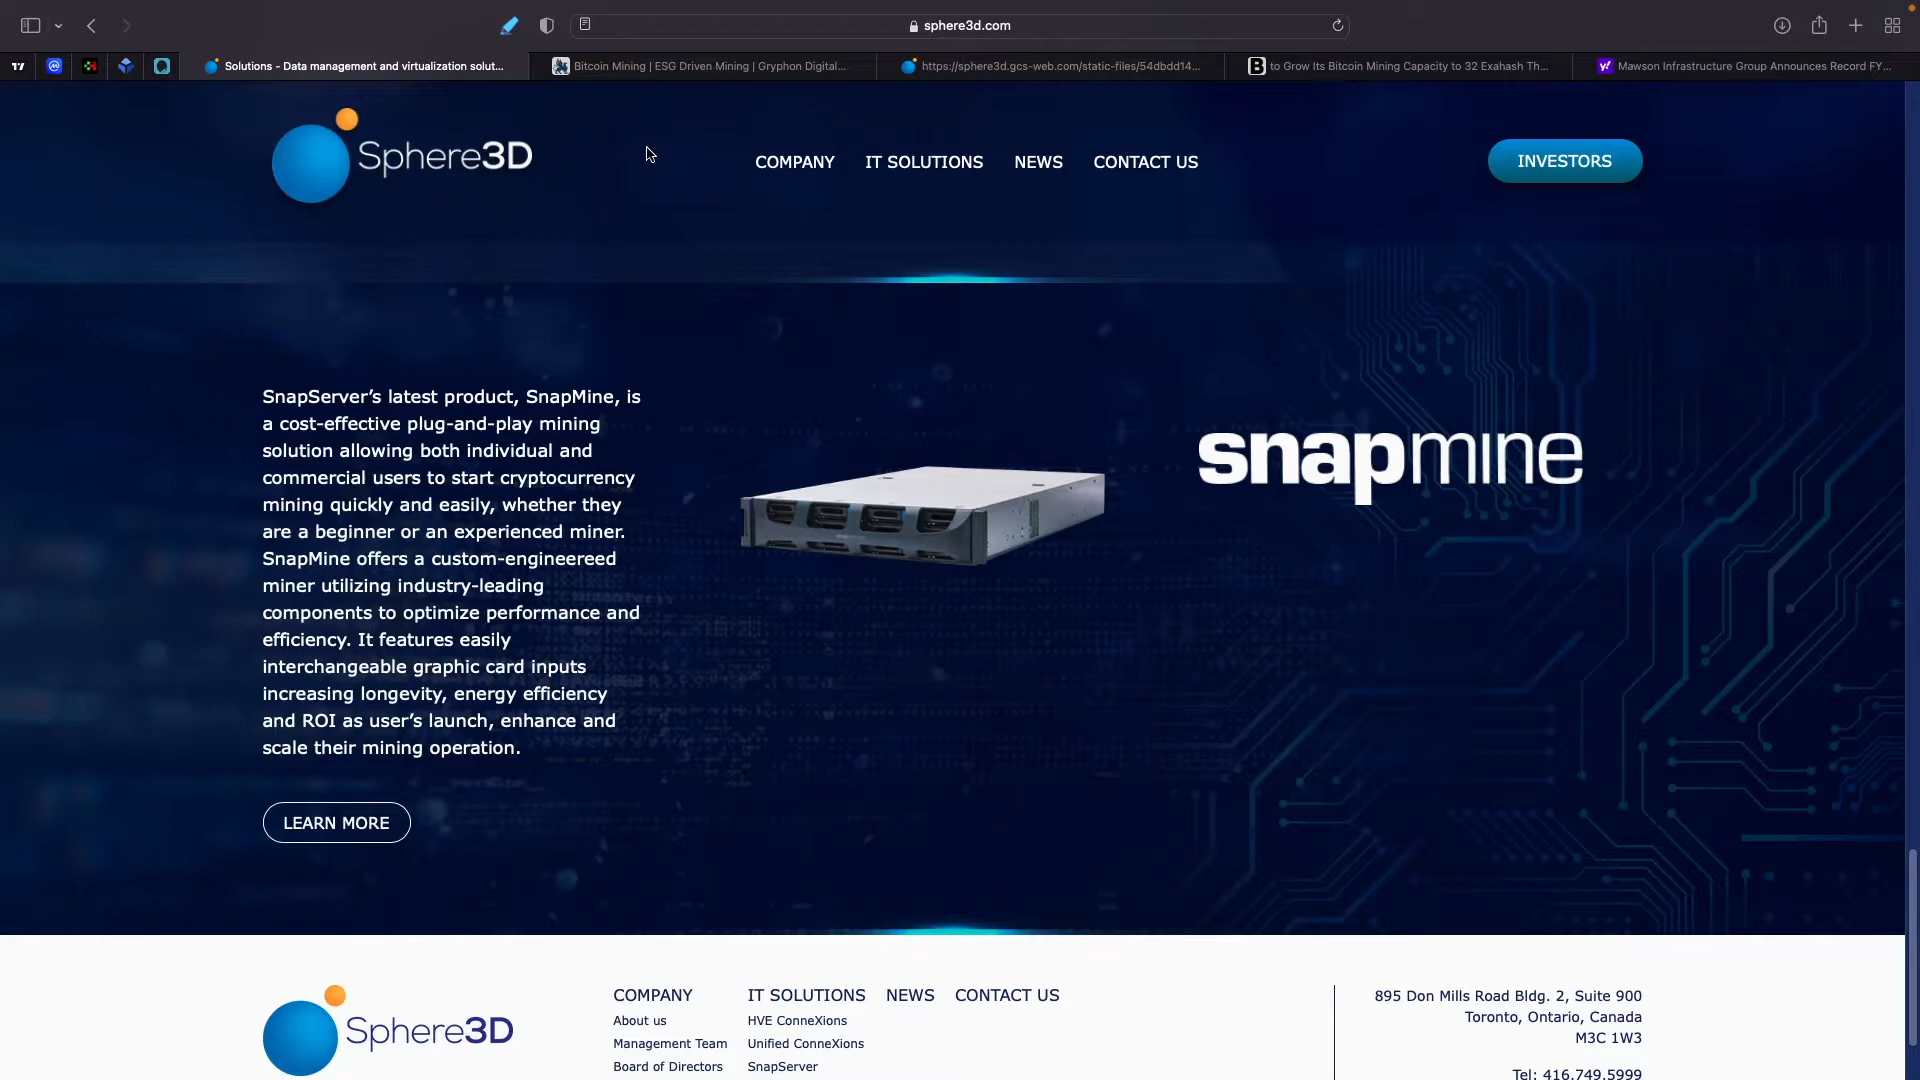 sphere3d.com
Solutions - Data management and virtualization solut...
Bitcoin Mining | ESG Driven Mining | Gryphon Digital...
https://sphere3d.gcs-web.com/static-files/54dbdd14...
to Grow Its Bitcoin Mining Capacity to 32 Exahash Th...
Mawson Infrastructure Group Announces Record FY...
Sphere3D
COMPANY
IT SOLUTIONS
NEWS
CONTACT US
INVESTORS
SnapServer’s latest product, SnapMine, is
a cost-effective plug-and-play mining
solution allowing both individual and
commercial users to start cryptocurrency
mining quickly and easily, whether they
are a beginner or an experienced miner.
SnapMine offers a custom-engineereed
miner utilizing industry-leading
components to optimize performance and
efficiency. It features easily
interchangeable graphic card inputs
increasing longevity, energy efficiency
and ROI as user’s launch, enhance and
scale their mining operation.
LEARN MORE
snapmine
Sphere3D
COMPANY
About us
Management Team
Board of Directors
IT SOLUTIONS
HVE ConneXions
Unified ConneXions
SnapServer
NEWS
CONTACT US
895 Don Mills Road Bldg. 2, Suite 900
Toronto, Ontario, Canada
M3C 1W3
Tel: 416.749.5999